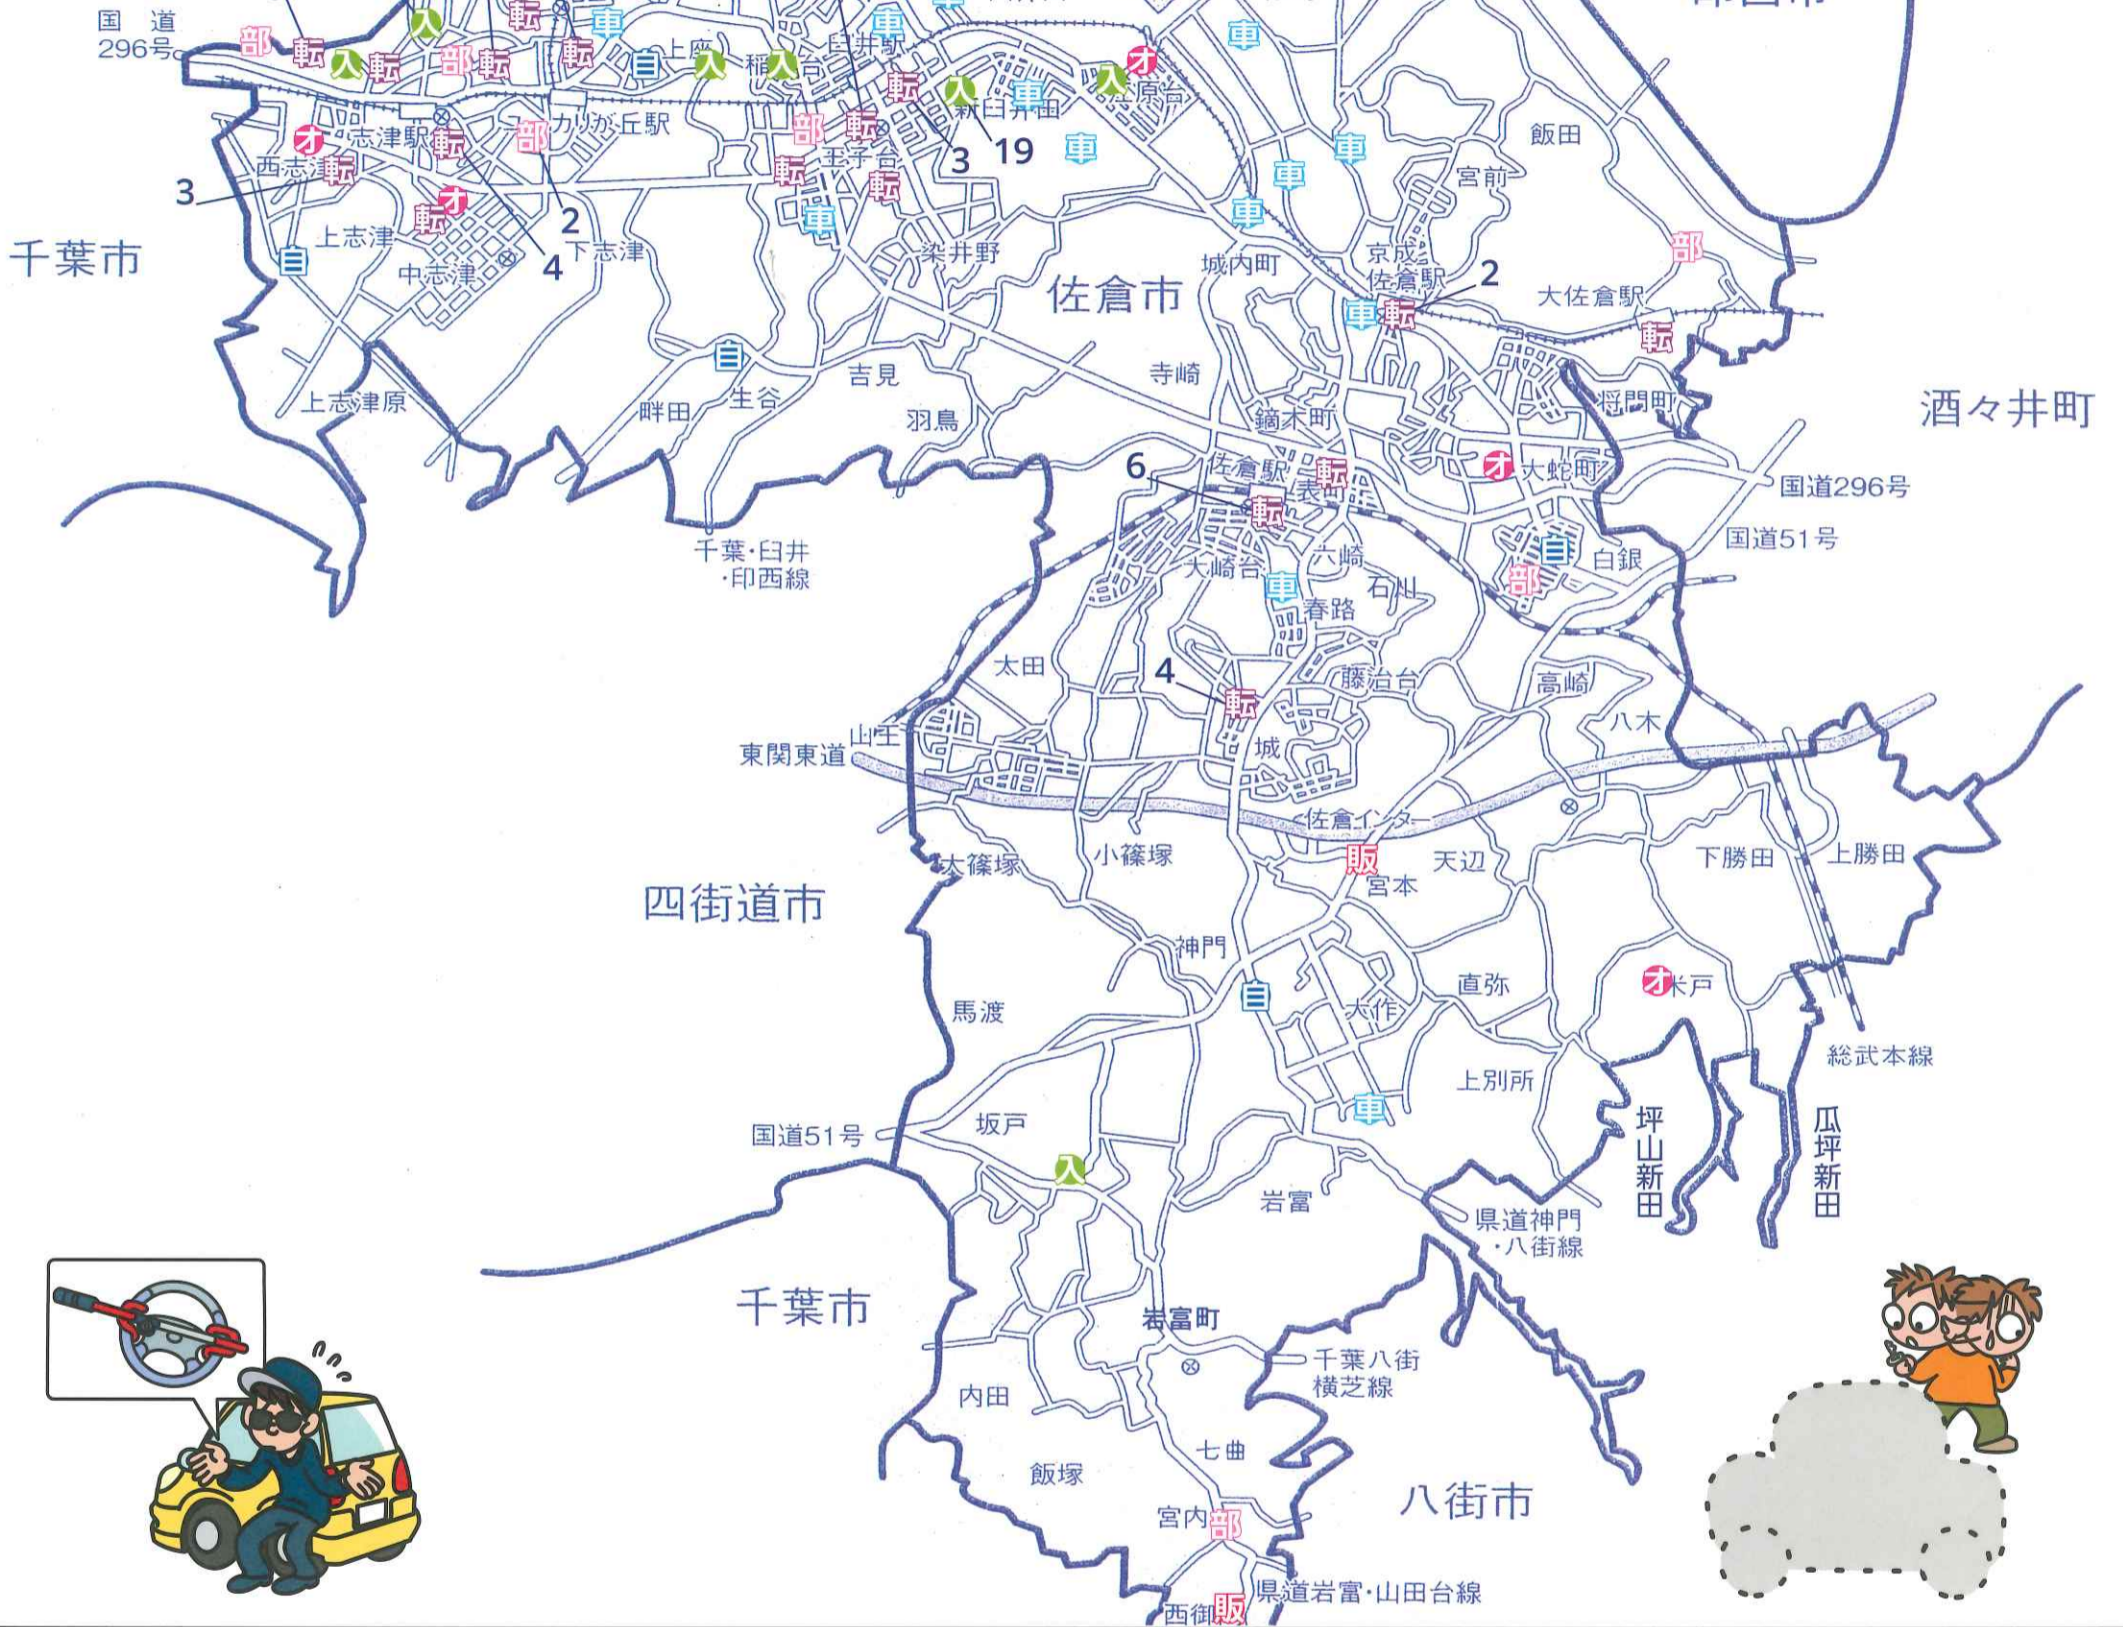 国道
296号
部
転
入
転
入
部
転
転
転
車
自
上座
入
稲
台
入
臼井駅
車
転
入
新臼井田
車
入
オ
原台
車
飯田
志津駅
オ
西志津
転
転
部
部
転
王子台
転
転
車
3
19
車
車
車
車
宮前
3
2
4
オ
転
上志津
自
中志津
下志津
染井野
千葉市
佐倉市
城内町
京成
佐倉駅
2
車
転
大佐倉駅
部
転
上志津原
自
畔田
生谷
吉見
羽鳥
寺崎
鏑木町
将門町
酒々井町
6
佐倉駅
転
表町
転
オ
大蛇町
国道296号
国道51号
千葉・臼井
・印西線
大崎台
六崎
車
石川
春路
自
部
白銀
太田
4
転
藤治台
高崎
八木
山王
東関東道
城
佐倉インター
大篠塚
小篠塚
販
宮本
天辺
下勝田
上勝田
四街道市
神門
自
馬渡
大作
直弥
オ
米戸
総武本線
上別所
車
坪山新田
瓜坪新田
国道51号
坂戸
入
岩富
県道神門
・八街線
千葉市
岩富町
千葉八街
横芝線
内田
七曲
飯塚
八街市
宮内
部
県道岩富・山田台線
西御
販